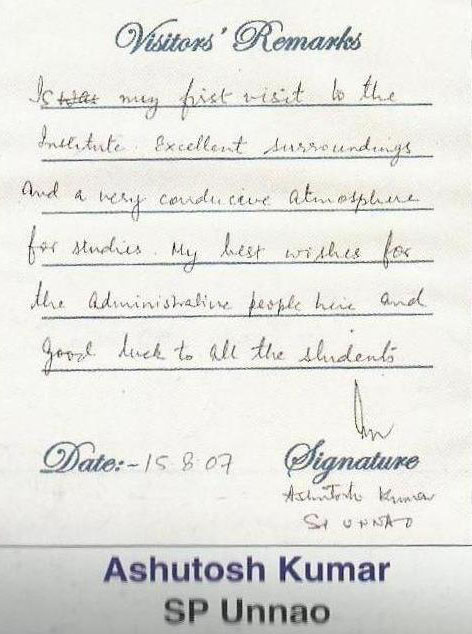 Visitors' Remarks
Is was my first visit to the
Institute. Excellent surroundings
and a very conducive atmosphere
for studies. My best wishes for
the administrative people here and
good luck to all the students
Date:- 15.8.07
Signature
Ashutosh Kumar
SP UNNAO
Ashutosh Kumar
SP Unnao